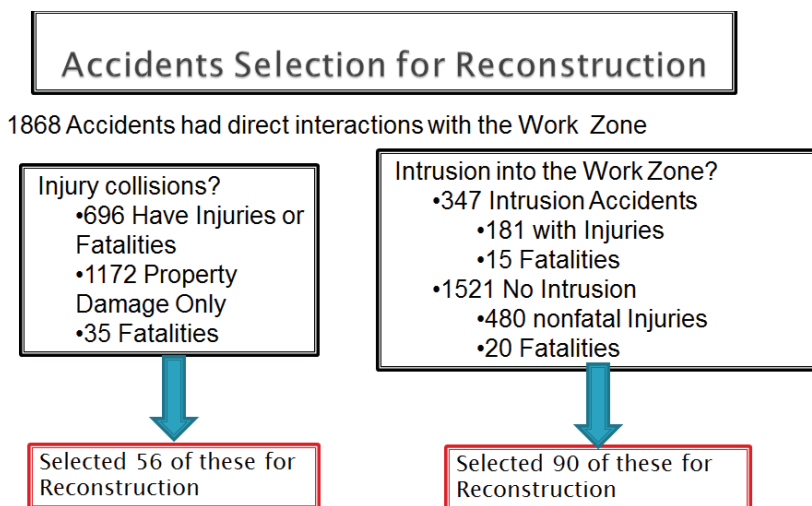 Accidents Selection for Reconstruction
1868 Accidents had direct interactions with the Work Zone
Injury collisions?
•696 Have Injuries or
Fatalities
•1172 Property
Damage Only
•35 Fatalities
Selected 56 of these for
Reconstruction
Intrusion into the Work Zone?
•347 Intrusion Accidents
•181 with Injuries
•15 Fatalities
•1521 No Intrusion
•480 nonfatal Injuries
•20 Fatalities
Selected 90 of these for
Reconstruction